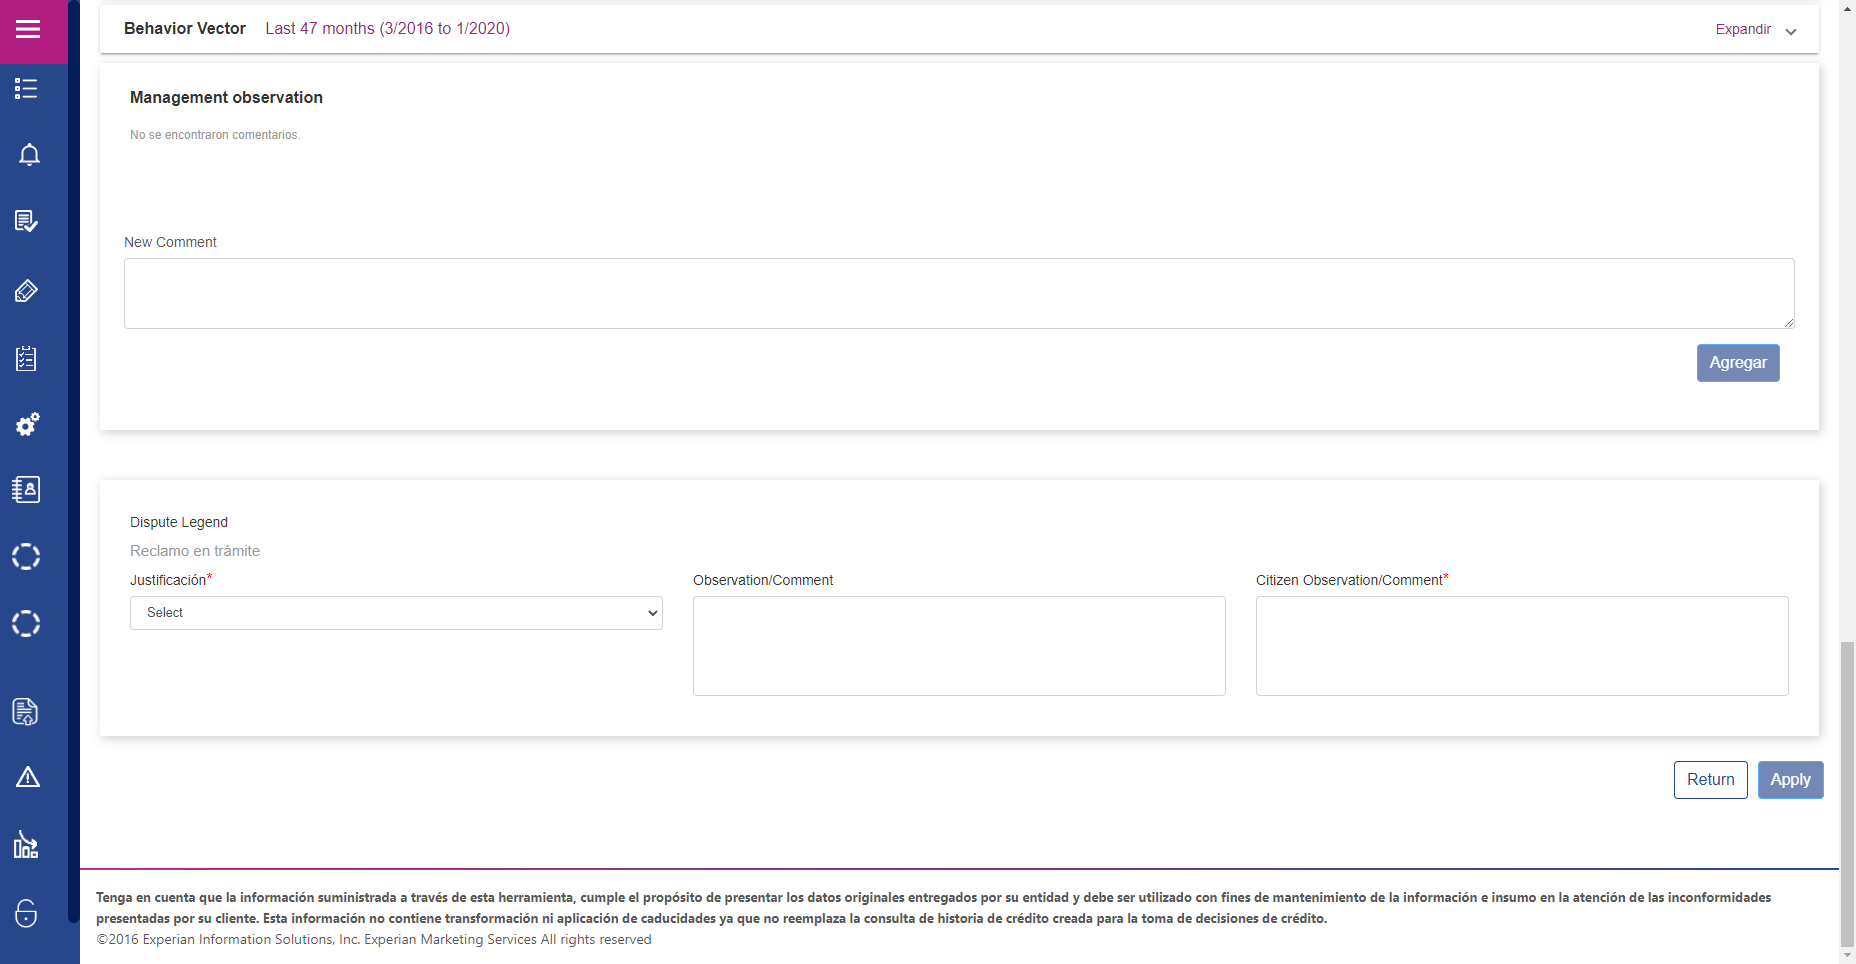 Behavior Vector Last 47 months (3/2016 to 1/2020) Expandir
Management observation
No se encontraron comentarios.
New Comment
Agregar
Dispute Legend
Reclamo en trámite
Justificación* Observation/Comment Citizen Observation/Comment*
Select
Return Apply
Tenga en cuenta que la información suministrada a través de esta herramienta, cumple el propósito de presentar los datos originales entregados por su entidad y debe ser utilizado con fines de mantenimiento de la información e insumo en la atención de las inconformidades
presentadas por su cliente. Esta información no contiene transformación ni aplicación de caducidades ya que no reemplaza la consulta de historia de crédito creada para la toma de decisiones de crédito.
©2016 Experian Information Solutions, Inc. Experian Marketing Services All rights reserved